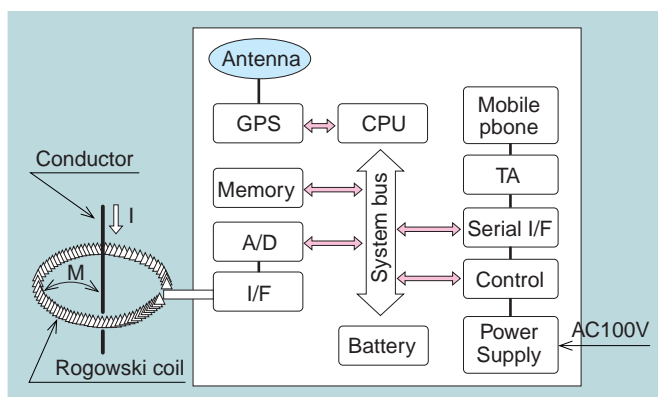 Antenna
GPS
CPU
Mobile
pbone
Conductor
I
Memory
System bus
TA
A/D
Serial I/F
M
I/F
Control
Rogowski coil
Battery
Power
Supply
AC100V